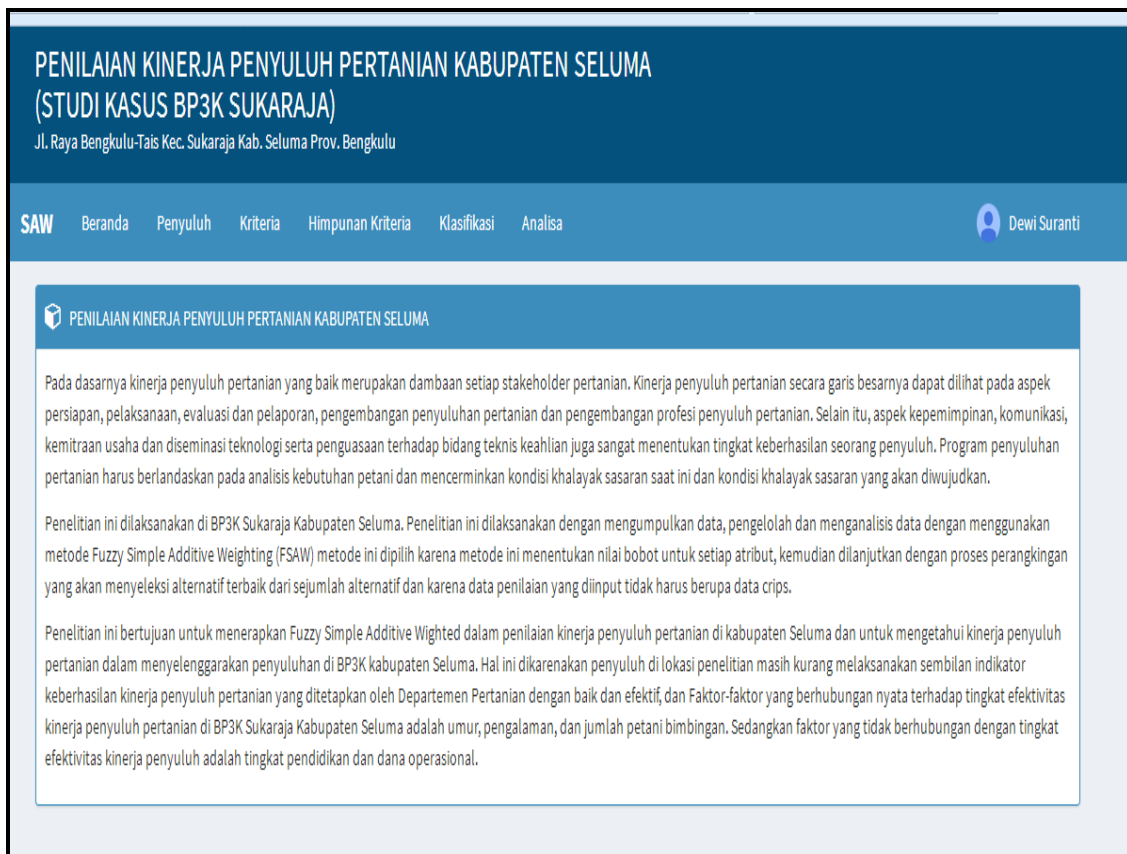 PENILAIAN KINERJA PENYULUH PERTANIAN KABUPATEN SELUMA
(STUDI KASUS BP3K SUKARAJA)
Jl. Raya Bengkulu-Tais Kec. Sukaraja Kab. Seluma Prov. Bengkulu
SAW Beranda Penyuluh Kriteria Himpunan Kriteria Klasifikasi Analisa Dewi Suranti
PENILAIAN KINERJA PENYULUH PERTANIAN KABUPATEN SELUMA
Pada dasarnya kinerja penyuluh pertanian yang baik merupakan dambaan setiap stakeholder pertanian. Kinerja penyuluh pertanian secara garis besarnya dapat dilihat pada aspek
persiapan, pelaksanaan, evaluasi dan pelaporan, pengembangan penyuluhan pertanian dan pengembangan profesi penyuluh pertanian. Selain itu, aspek kepemimpinan, komunikasi,
kemitraan usaha dan diseminasi teknologi serta penguasaan terhadap bidang teknis keahlian juga sangat menentukan tingkat keberhasilan seorang penyuluh. Program penyuluhan
pertanian harus berlandaskan pada analisis kebutuhan petani dan mencerminkan kondisi khalayak sasaran saat ini dan kondisi khalayak sasaran yang akan diwujudkan.
Penelitian ini dilaksanakan di BP3K Sukaraja Kabupaten Seluma. Penelitian ini dilaksanakan dengan mengumpulkan data, pengelolah dan menganalisis data dengan menggunakan
metode Fuzzy Simple Additive Weighting (FSAW) metode ini dipilih karena metode ini menentukan nilai bobot untuk setiap atribut, kemudian dilanjutkan dengan proses perangkingan
yang akan menyeleksi alternatif terbaik dari sejumlah alternatif dan karena data penilaian yang diinput tidak harus berupa data crips.
Penelitian ini bertujuan untuk menerapkan Fuzzy Simple Additive Wighted dalam penilaian kinerja penyuluh pertanian di kabupaten Seluma dan untuk mengetahui kinerja penyuluh
pertanian dalam menyelenggarakan penyuluhan di BP3K kabupaten Seluma. Hal ini dikarenakan penyuluh di lokasi penelitian masih kurang melaksanakan sembilan indikator
keberhasilan kinerja penyuluh pertanian yang ditetapkan oleh Departemen Pertanian dengan baik dan efektif, dan Faktor-faktor yang berhubungan nyata terhadap tingkat efektivitas
kinerja penyuluh pertanian di BP3K Sukaraja Kabupaten Seluma adalah umur, pengalaman, dan jumlah petani bimbingan. Sedangkan faktor yang tidak berhubungan dengan tingkat
efektivitas kinerja penyuluh adalah tingkat pendidikan dan dana operasional.